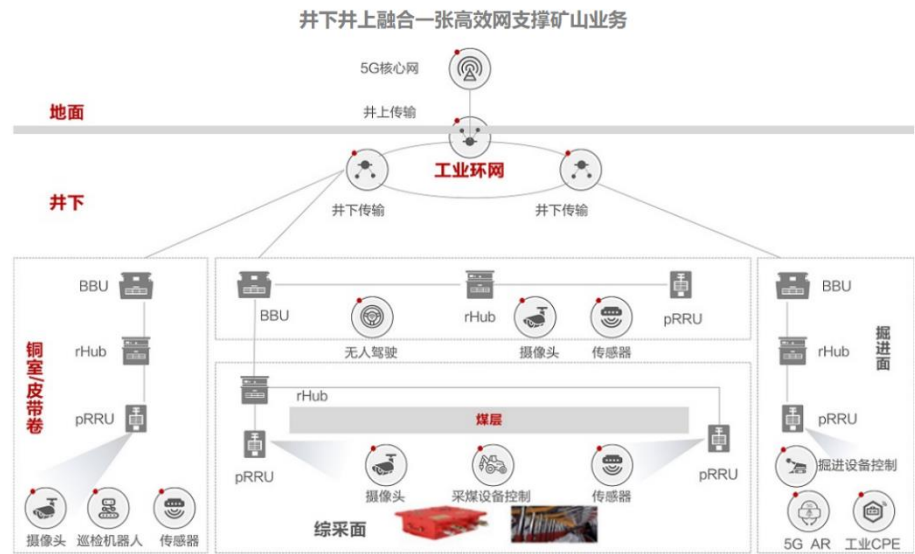 井下井上融合一张高效网支撑矿山业务
5G核心网
地面
井上传输
工业环网
井下
井下传输
井下传输
BBU
rHub
pRRU
铜室/皮带卷
摄像头
巡检机器人
传感器
BBU
rHub
pRRU
无人驾驶
摄像头
传感器
rHub
煤层
pRRU
pRRU
摄像头
采煤设备控制
传感器
综采面
BBU
rHub
掘进面
pRRU
掘进设备控制
5G AR
工业CPE